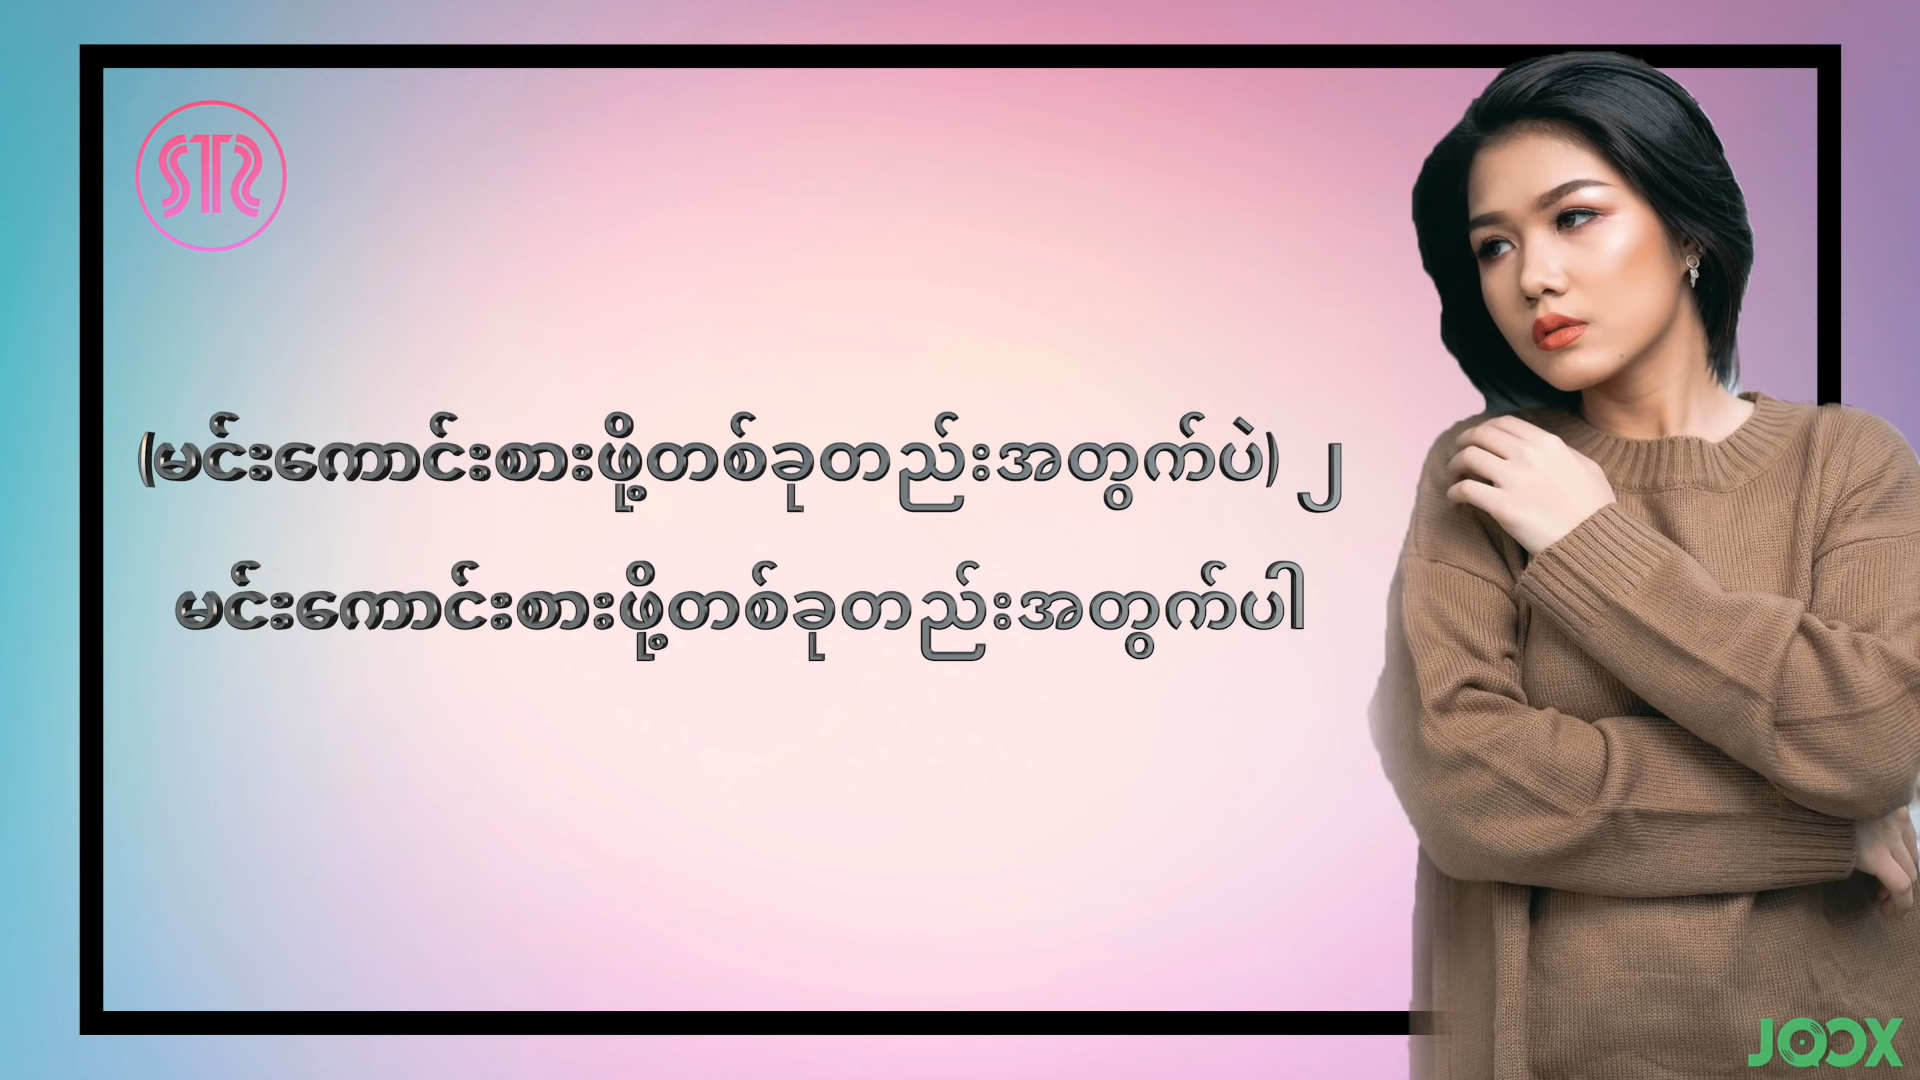 STS
(မင်းကောင်းစားဖို့တစ်ခုတည်းအတွက်ပဲ) ၂
မင်းကောင်းစားဖို့တစ်ခုတည်းအတွက်ပါ
JOOX